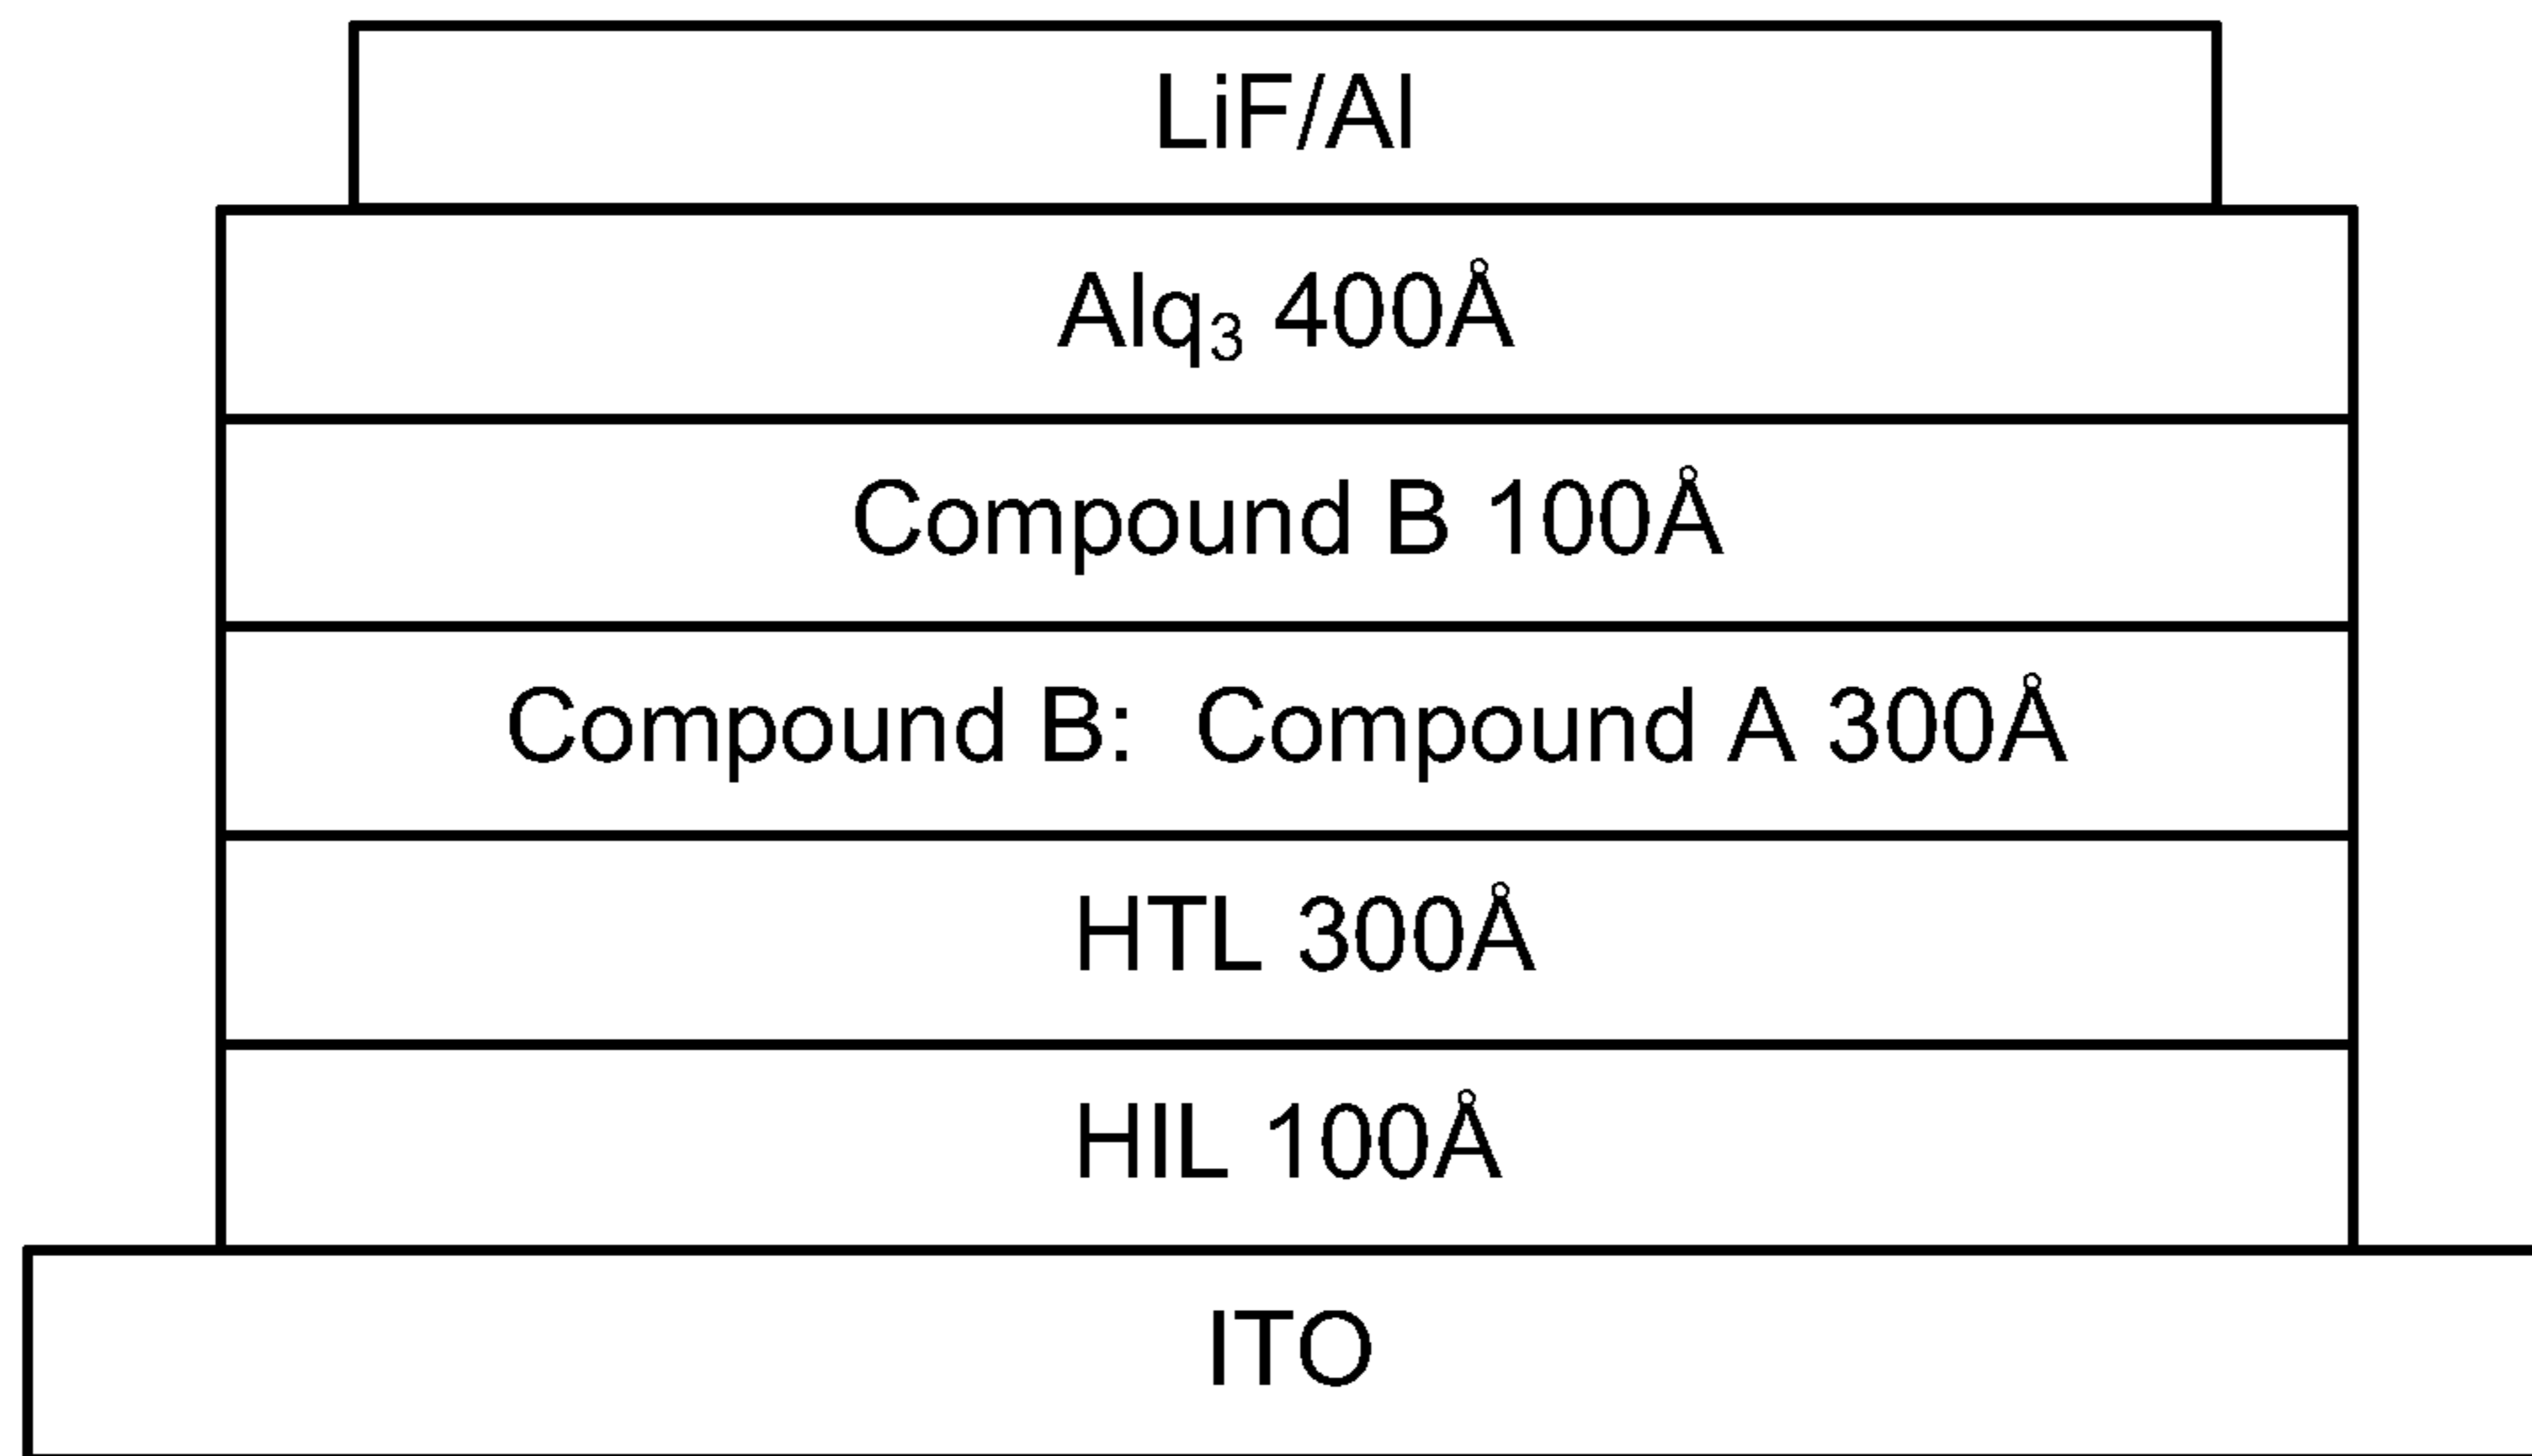 LiF/Al
Alq₃ 400Å
Compound B 100Å
Compound B: Compound A 300Å
HTL 300Å
HIL 100Å
ITO